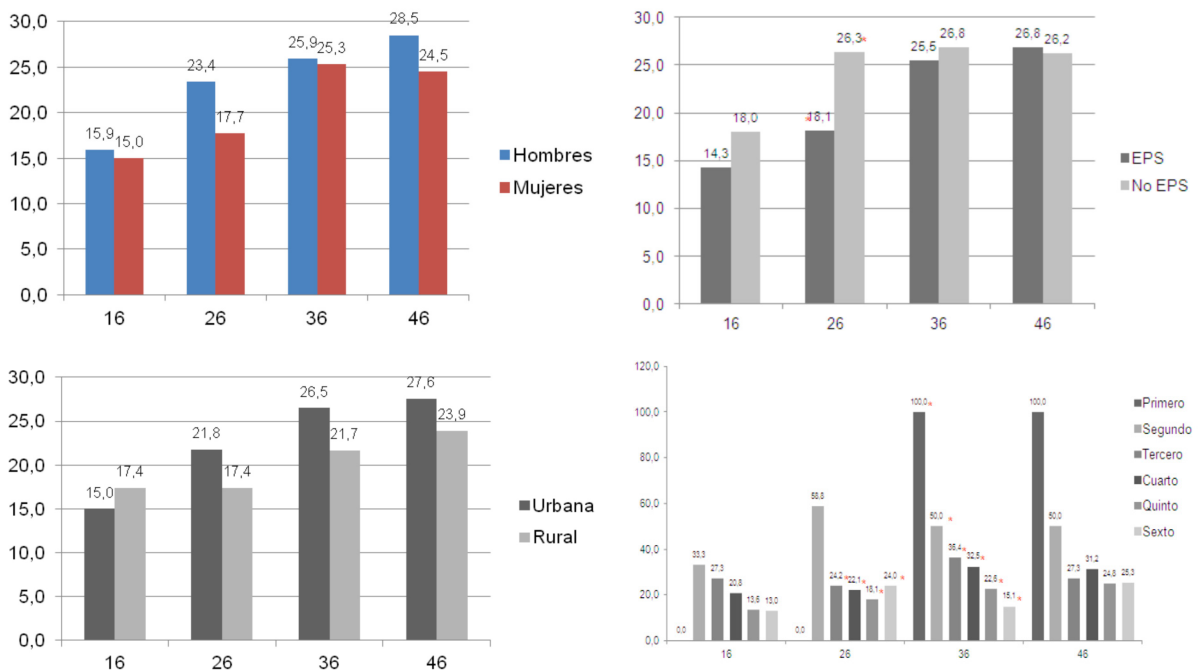 30,0
25,0
20,0
15,0
10,0
5,0
0,0
15,9 15,0
23,4 17,7
25,9 25,3
28,5 24,5
16 26 36 46
Hombres
Mujeres
30,0
25,0
20,0
15,0
10,0
5,0
0,0
14,3 18,0
*18,1 26,3*
25,5 26,8
26,8 26,2
16 26 36 46
EPS
No EPS
30,0
25,0
20,0
15,0
10,0
5,0
0,0
15,0 17,4
21,8 17,4
26,5 21,7
27,6 23,9
16 26 36 46
Urbana
Rural
120,0
100,0
80,0
60,0
40,0
20,0
0,0
0,0 33,3 27,3 20,8 13,0
0,0 58,8 24,2* 22,1* 18,1* 24,0 *
100,0* 50,0 * 32,5* 15,1*
100,0 50,0 27,3 31,2 24,8 25,3
16 26 36 46
Primero
Segundo
Tercero
Cuarto
Quinto
Sexto